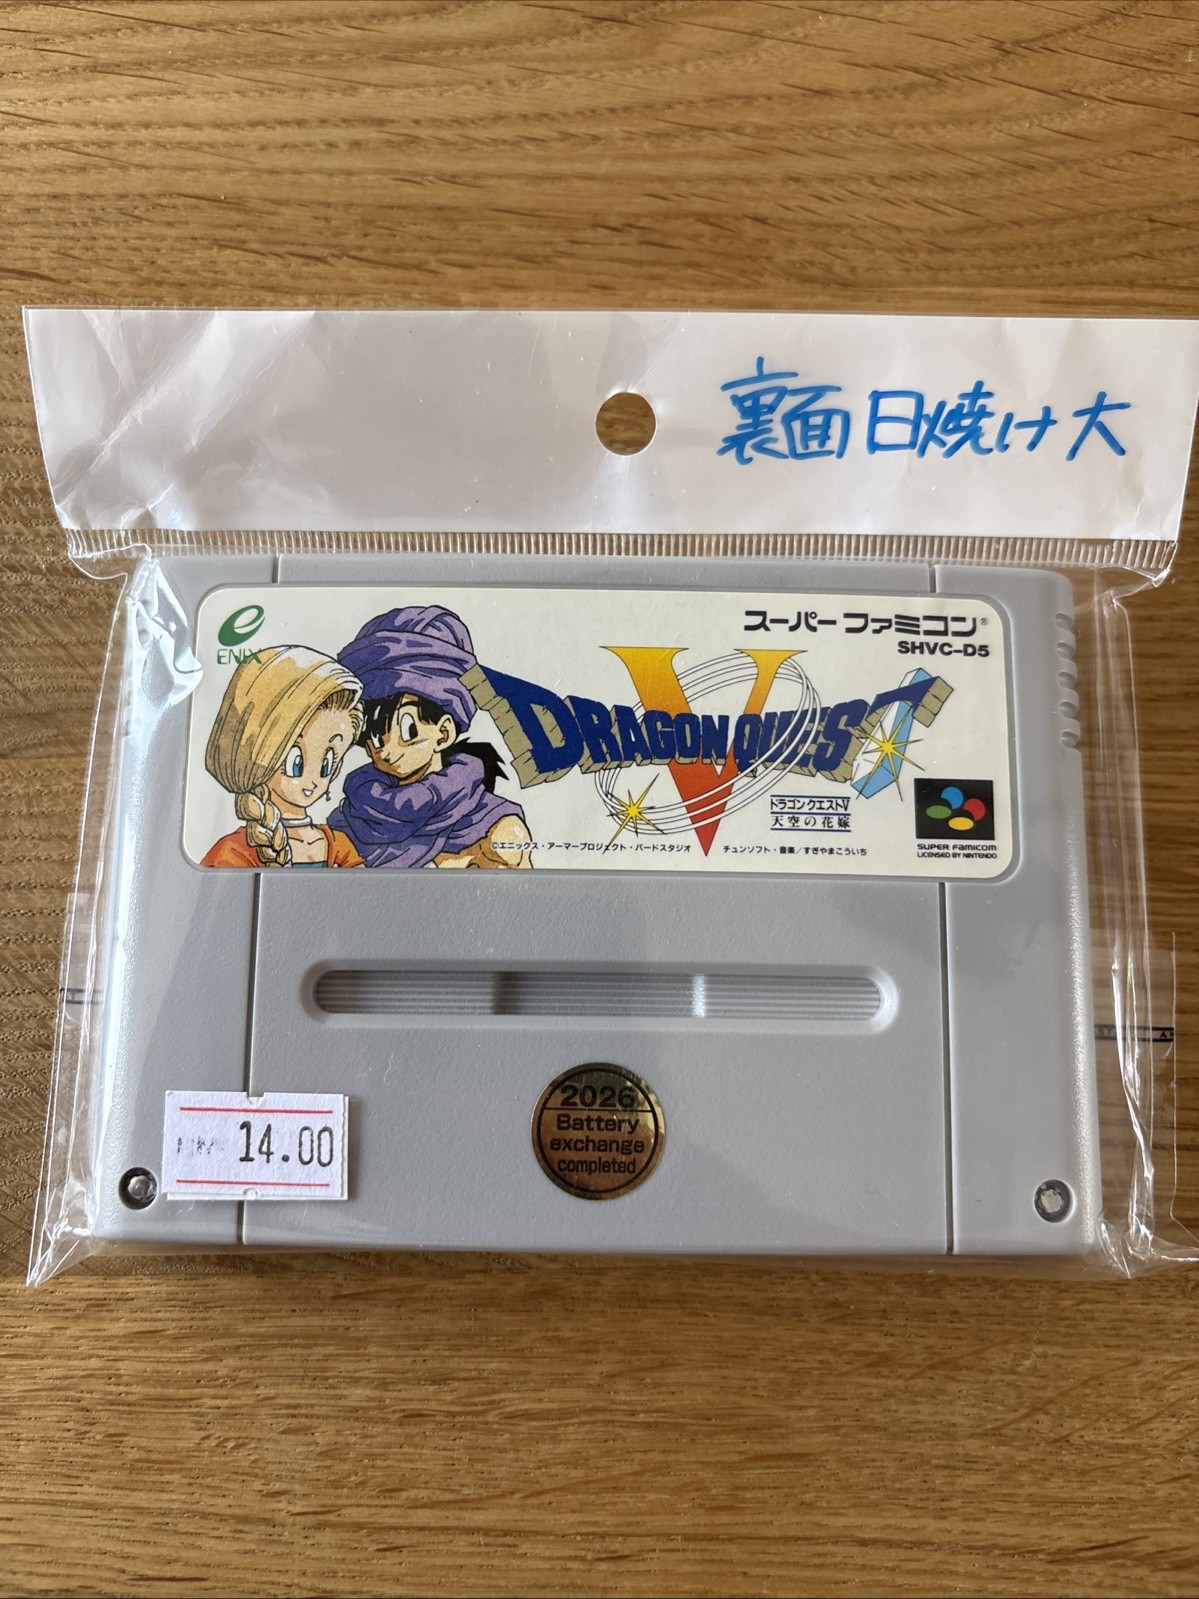 裏面日焼け大
ENIX
スーパーファミコン®
SHVC-D5
DRAGON QUEST
V
ドラゴンクエストV
天空の花嫁
©エニックス・アーマープロジェクト・バードスタジオ
チュンソフト・音楽/すぎやまこういち
SUPER FAMICOM
LICENSED BY NINTENDO
14.00
2026
Battery
exchange
completed